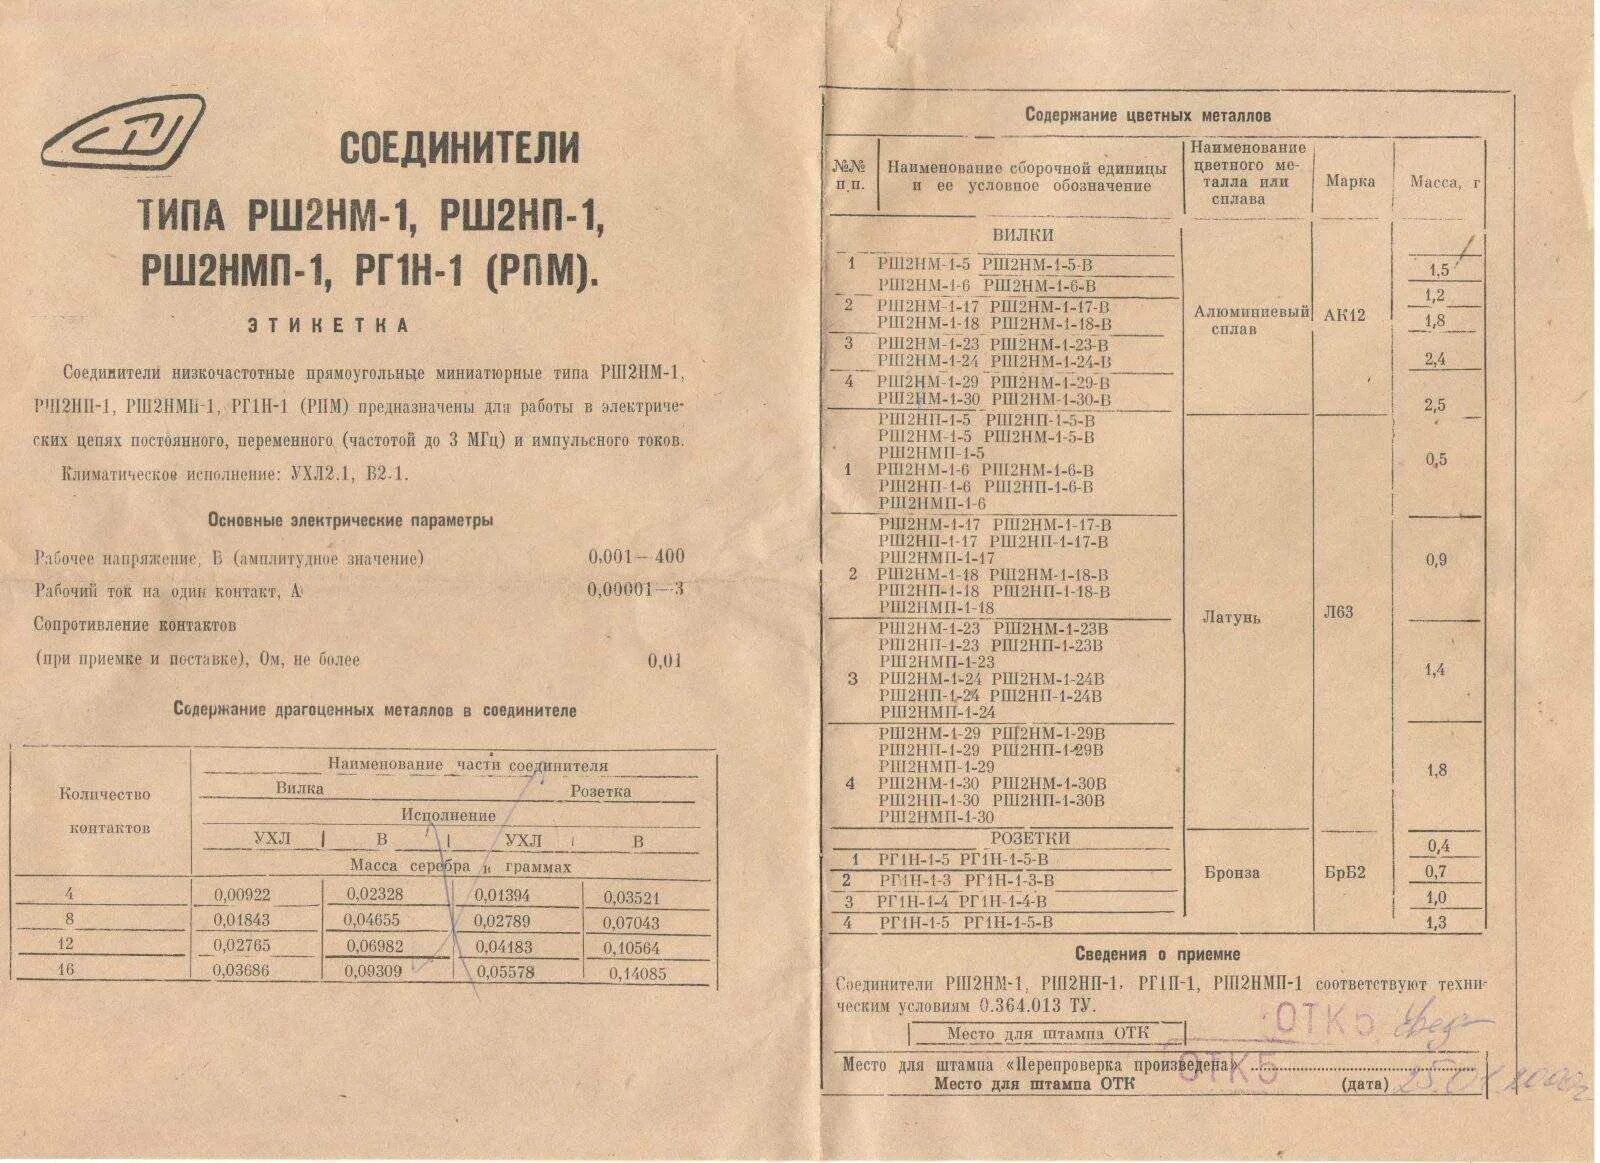 СОЕДИНИТЕЛИ
ТИПА РШ2НМ-1, РШ2НП-1,
РШ2НМП-1, РГ1Н-1 (РПМ).
ЭТИКЕТКА
Соединители низкочастотные прямоугольные миниатюрные типа РШ2НМ-1,
РШ2НП-1, РШ2НМП-1, РГ1Н-1 (РПМ) предназначены для работы в электриче-
ских цепях постоянного, переменного (частотой до 3 МГц) и импульсного токов.
Климатическое исполнение: УХЛ2.1, В2.1.
Основные электрические параметры
Рабочее напряжение, В (амплитудное значение) 0,001—400
Рабочий ток на один контакт, А 0,00001—3
Сопротивление контактов
(при приемке и поставке), Ом, не более 0,01
Содержание драгоценных металлов в соединителе
Количество контактов
Наименование части соединителя
Вилка Розетка
Исполнение
УХЛ В УХЛ В
Масса серебра и граммах
4 0,00922 0,02328 0,01394 0,03521
8 0,01843 0,04655 0,02789 0,07043
12 0,02765 0,06982 0,04183 0,10564
16 0,03686 0,09309 0,05578 0,14085
Содержание цветных металлов
№№ п.п.
Наименование сборочной единицы
и ее условное обозначение
Наименование
цветного ме-
талла или
сплава
Марка
Масса, г
ВИЛКИ
1 РШ2НМ-1-5 РШ2НМ-1-5-В 1,5
РШ2НМ-1-6 РШ2НМ-1-6-В 1,2
2 РШ2НМ-1-17 РШ2НМ-1-17-В Алюминиевый сплав АК12 1,8
РШ2НМ-1-18 РШ2НМ-1-18-В
3 РШ2НМ-1-23 РШ2НМ-1-23-В 2,4
РШ2НМ-1-24 РШ2НМ-1-24-В
4 РШ2НМ-1-29 РШ2НМ-1-29-В 2,5
РШ2НМ-1-30 РШ2НМ-1-30-В
РШ2НП-1-5 РШ2НП-1-5-В
РШ2НМ-1-5 РШ2НМ-1-5-В
РШ2НМП-1-5 0,5
1 РШ2НМ-1-6 РШ2НМ-1-6-В
РШ2НП-1-6 РШ2НП-1-6-В
РШ2НМП-1-6
РШ2НМ-1-17 РШ2НМ-1-17-В
РШ2НП-1-17 РШ2НП-1-17-В
РШ2НМП-1-17 0,9
2 РШ2НМ-1-18 РШ2НМ-1-18-В
РШ2НП-1-18 РШ2НП-1-18-В
РШ2НМП-1-18 Латунь Л63
РШ2НМ-1-23 РШ2НМ-1-23В
РШ2НП-1-23 РШ2НП-1-23В
РШ2НМП-1-23 1,4
3 РШ2НМ-1-24 РШ2НМ-1-24В
РШ2НП-1-24 РШ2НП-1-24В
РШ2НМП-1-24
РШ2НМ-1-29 РШ2НМ-1-29В
РШ2НП-1-29 РШ2НП-1-29В
РШ2НМП-1-29 1,8
4 РШ2НМ-1-30 РШ2НМ-1-30В
РШ2НП-1-30 РШ2НП-1-30В
РШ2НМП-1-30
РОЗЕТКИ
1 РГ1Н-1-5 РГ1Н-1-5-В 0,4
2 РГ1Н-1-3 РГ1Н-1-3-В Бронза БрБ2 0,7
3 РГ1Н-1-4 РГ1Н-1-4-В 1,0
4 РГ1Н-1-5 РГ1Н-1-5-В 1,3
Сведения о приемке
Соединители РШ2НМ-1, РШ2НП-1, РГ1П-1, РШ2НМП-1 соответствуют техни-
ческим условиям 0.364.013 ТУ.
Место для штампа ОТК ОТК5
Место для штампа «Перепроверка произведена» ОТК5
Место для штампа ОТК (дата)